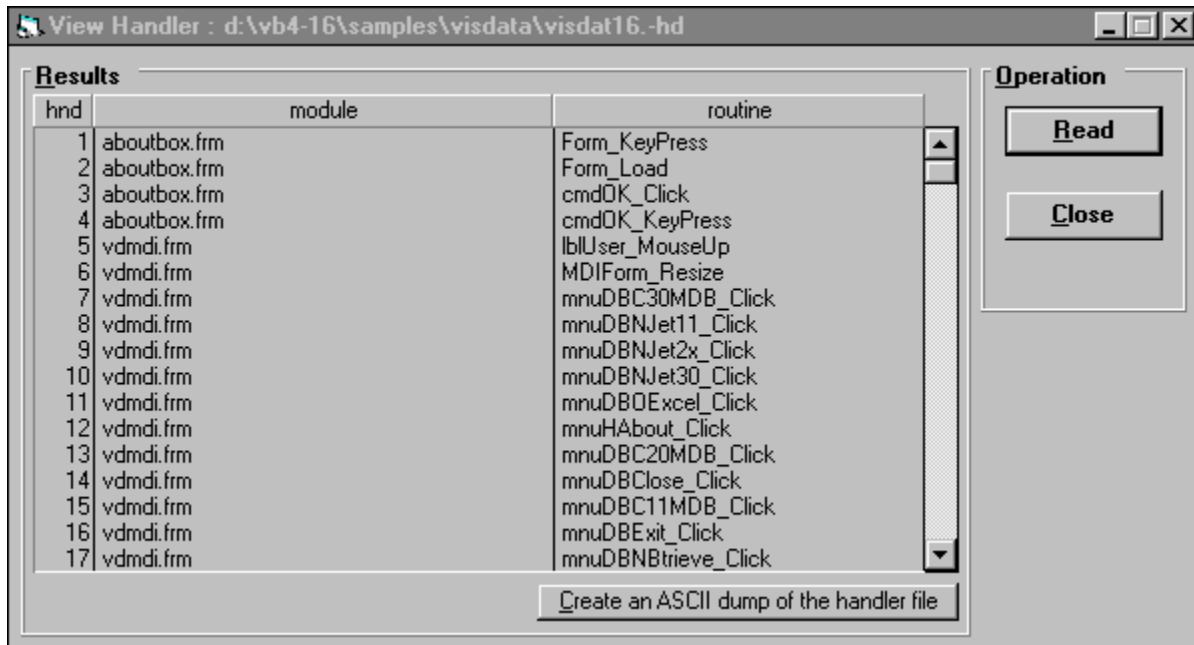 View Handler : d:\vb4-16\samples\visdata\visdat16.-hd
Results
hnd module routine
1 aboutbox.frm Form_KeyPress
2 aboutbox.frm Form_Load
3 aboutbox.frm cmdOK_Click
4 aboutbox.frm cmdOK_KeyPress
5 vdmdi.frm lblUser_MouseUp
6 vdmdi.frm MDIForm_Resize
7 vdmdi.frm mnuDBC30MDB_Click
8 vdmdi.frm mnuDBNJet11_Click
9 vdmdi.frm mnuDBNJet2x_Click
10 vdmdi.frm mnuDBNJet30_Click
11 vdmdi.frm mnuDBOExcel_Click
12 vdmdi.frm mnuHAbout_Click
13 vdmdi.frm mnuDBC20MDB_Click
14 vdmdi.frm mnuDBClose_Click
15 vdmdi.frm mnuDBC11MDB_Click
16 vdmdi.frm mnuDBExit_Click
17 vdmdi.frm mnuDBNBtrieve_Click
Create an ASCII dump of the handler file
Operation
Read
Close